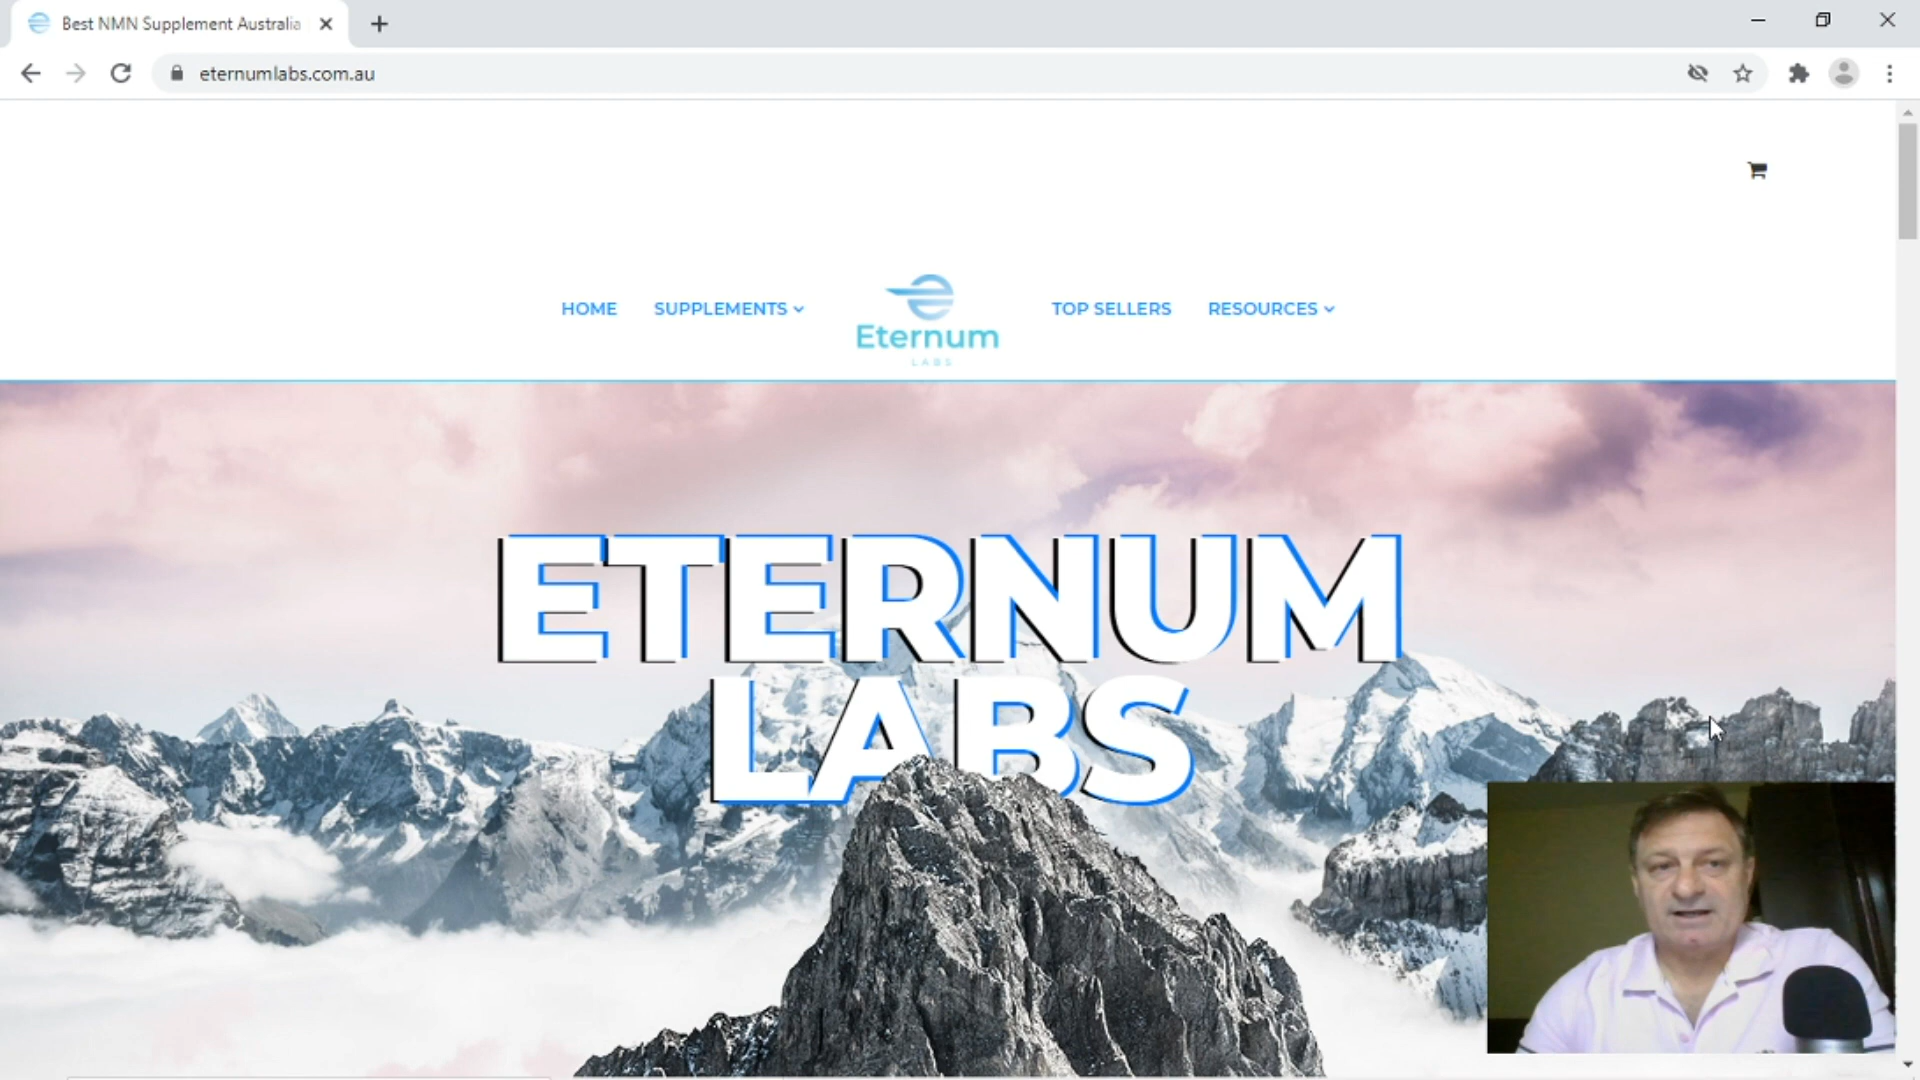 Best NMN Supplement Australia
eternumlabs.com.au
HOME
SUPPLEMENTS
Eternum
LABS
TOP SELLERS
RESOURCES
ETERNUM
LABS